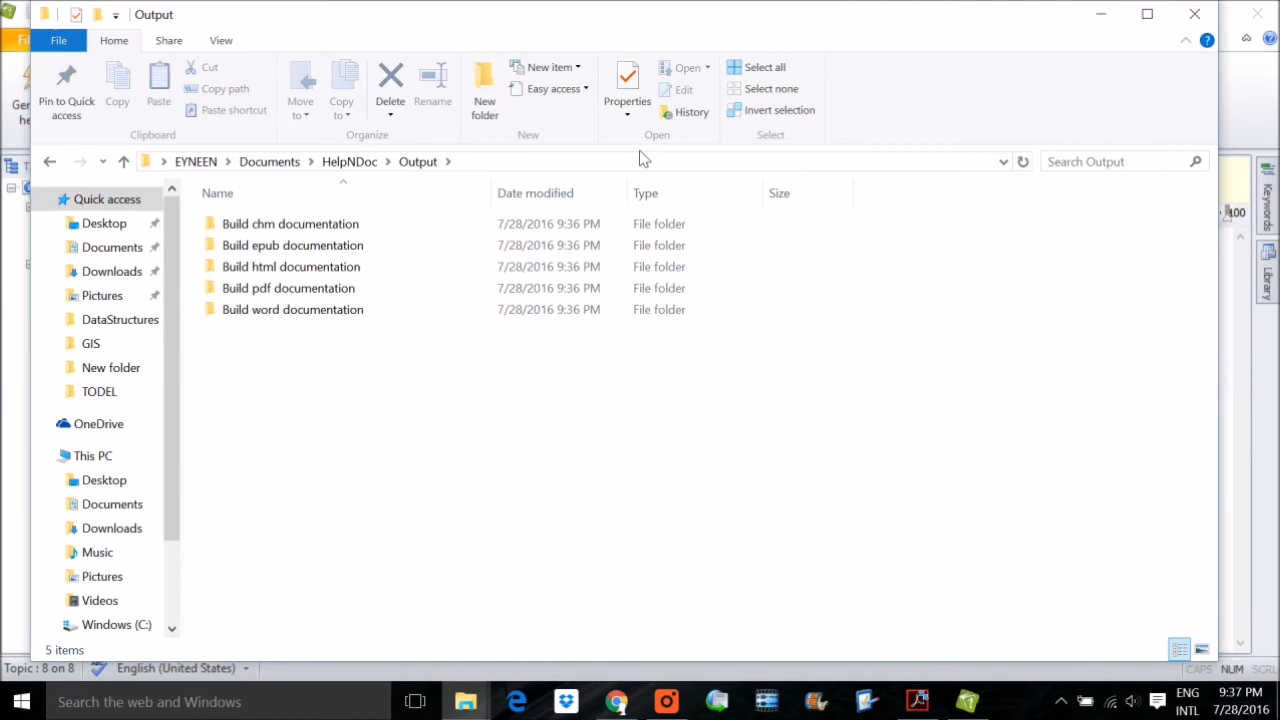 Output
File
Home
Share
View
Pin to Quick
access
Copy
Paste
Cut
Copy path
Paste shortcut
Clipboard
Move
to
Copy
to
Delete
Rename
Organize
New
folder
New item
Easy access
New
Properties
Open
Edit
History
Open
Select all
Select none
Invert selection
Select
EYNEEN > Documents > HelpNDoc > Output >
Search Output
Name
Date modified
Type
Size
Build chm documentation 7/28/2016 9:36 PM File folder
Build epub documentation 7/28/2016 9:36 PM File folder
Build html documentation 7/28/2016 9:36 PM File folder
Build pdf documentation 7/28/2016 9:36 PM File folder
Build word documentation 7/28/2016 9:36 PM File folder
Quick access
Desktop
Documents
Downloads
Pictures
DataStructures
GIS
New folder
TODEL
OneDrive
This PC
Desktop
Documents
Downloads
Music
Pictures
Videos
Windows (C:)
5 items
Keywords
Library
Topic : 8 on 8
English (United States)
CAPS NUM SCRL
Search the web and Windows
ENG
INTL
9:37 PM
7/28/2016